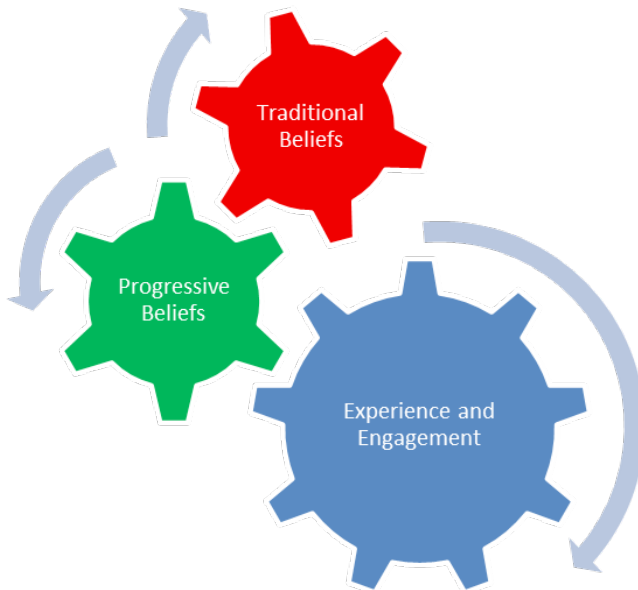 Traditional
Beliefs
Progressive
Beliefs
Experience and
Engagement